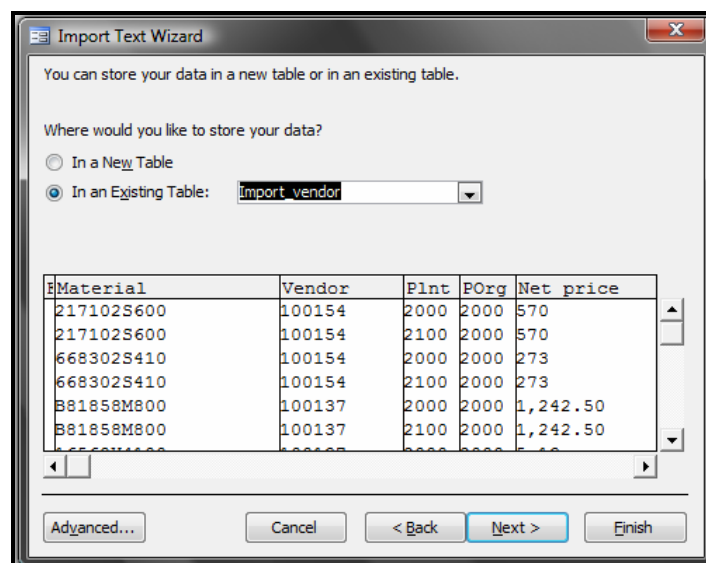 Import Text Wizard
You can store your data in a new table or in an existing table.
Where would you like to store your data?
In a New Table
In an Existing Table: Import_vendor
Material Vendor Plnt POrg Net price
217102S600 100154 2000 2000 570
217102S600 100154 2100 2000 570
668302S410 100154 2000 2000 273
668302S410 100154 2100 2000 273
B81858M800 100137 2000 2000 1,242.50
B81858M800 100137 2100 2000 1,242.50
Advanced... Cancel < Back Next > Finish